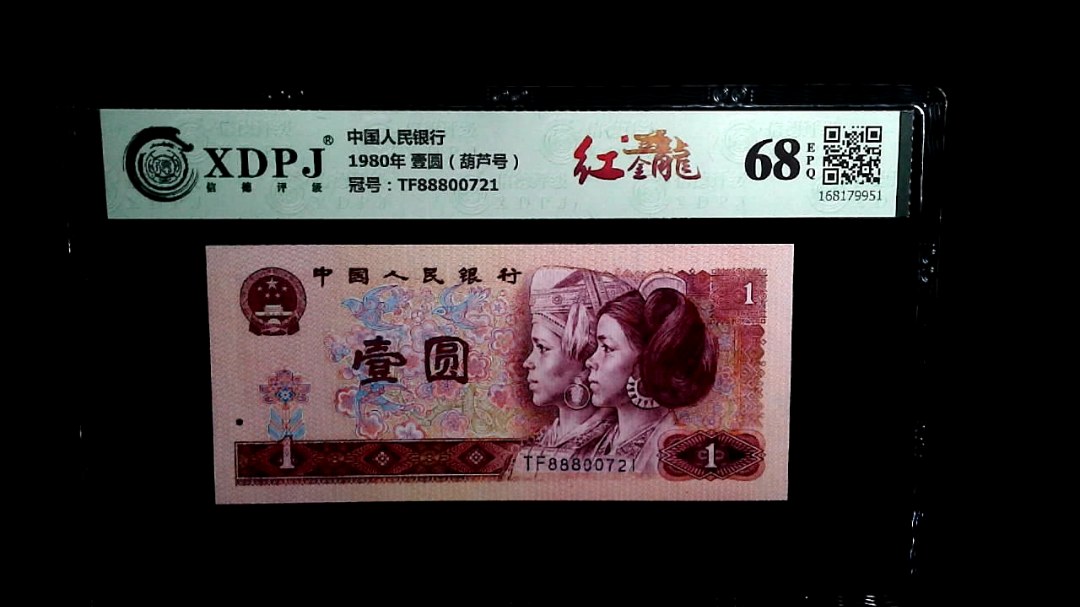 XDPJ®
信德评级
中国人民银行
1980年 壹圆（葫芦号）
冠号：TF88800721
红金龍
68
EPQ
168179951
中国人民银行
1
壹圆
1
TF88800721
1